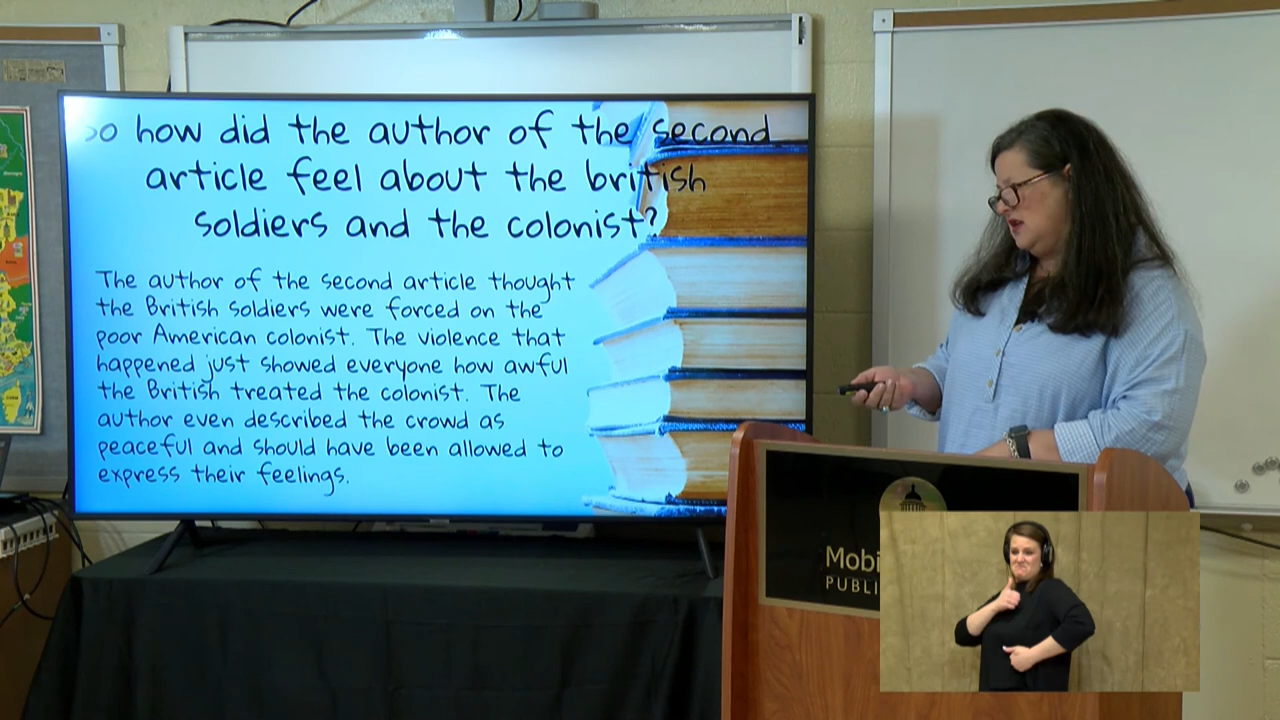 So how did the author of the second
article feel about the british
soldiers and the colonist?
The author of the second article thought
the British soldiers were forced on the
poor American colonist. The violence that
happened just showed everyone how awful
the British treated the colonist. The
author even described the crowd as
peaceful and should have been allowed to
express their feelings.
Mobi
PUBLI